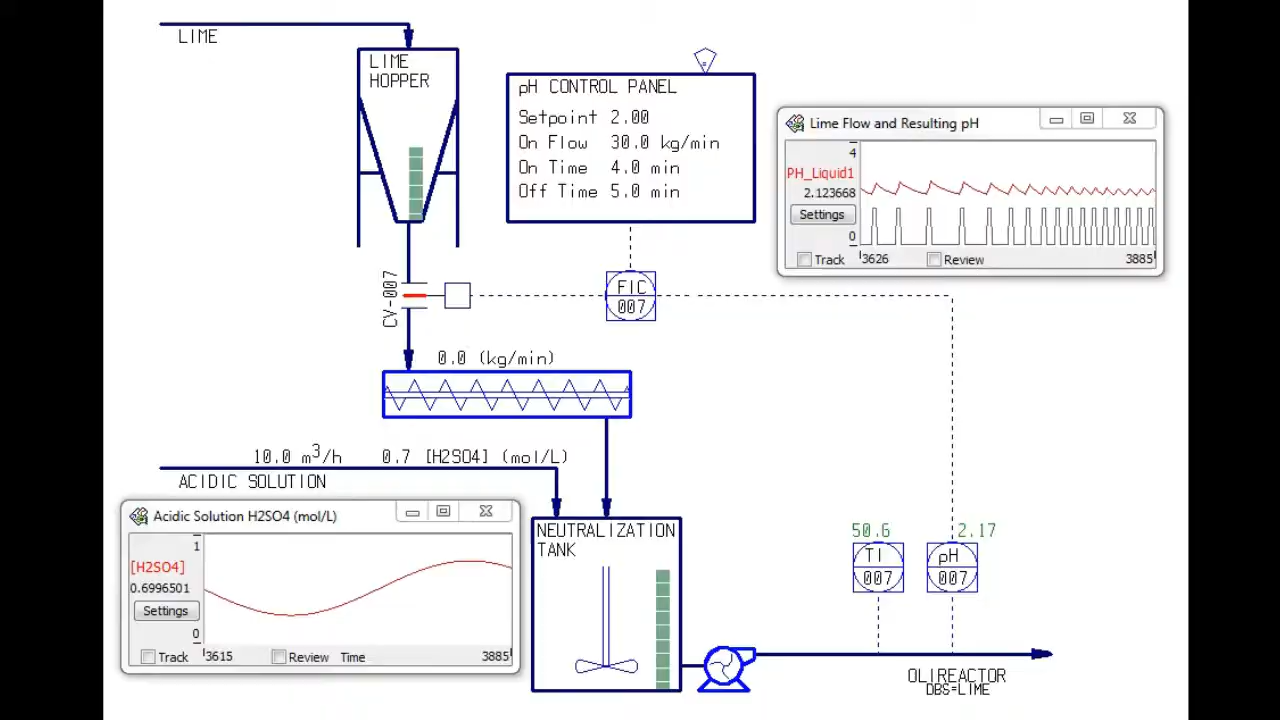 LIME
LIME
HOPPER
pH CONTROL PANEL
Setpoint 2.00
On Flow 30.0 kg/min
On Time 4.0 min
Off Time 5.0 min
Lime Flow and Resulting pH
4
PH_Liquid1
2.123668
Settings
0
Track
3626
Review
3885
CV-007
FIC
007
0.0 (kg/min)
10.0 m³/h 0.7 [H2SO4] (mol/L)
ACIDIC SOLUTION
Acidic Solution H2SO4 (mol/L)
1
[H2SO4]
0.6996501
Settings
0
Track
3615
Review
Time
3885
NEUTRALIZATION
TANK
50.6
TI
007
2.17
pH
007
OLIREACTOR
DBS=LIME